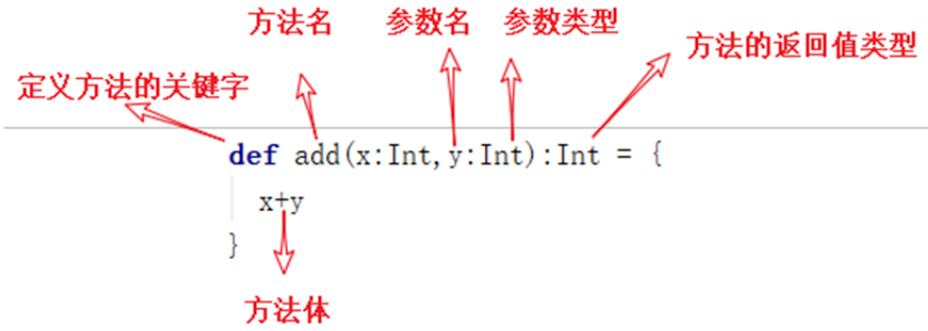 方法名 参数名 参数类型
方法的返回值类型
定义方法的关键字
def add(x:Int,y:Int):Int = {
x+y
}
方法体